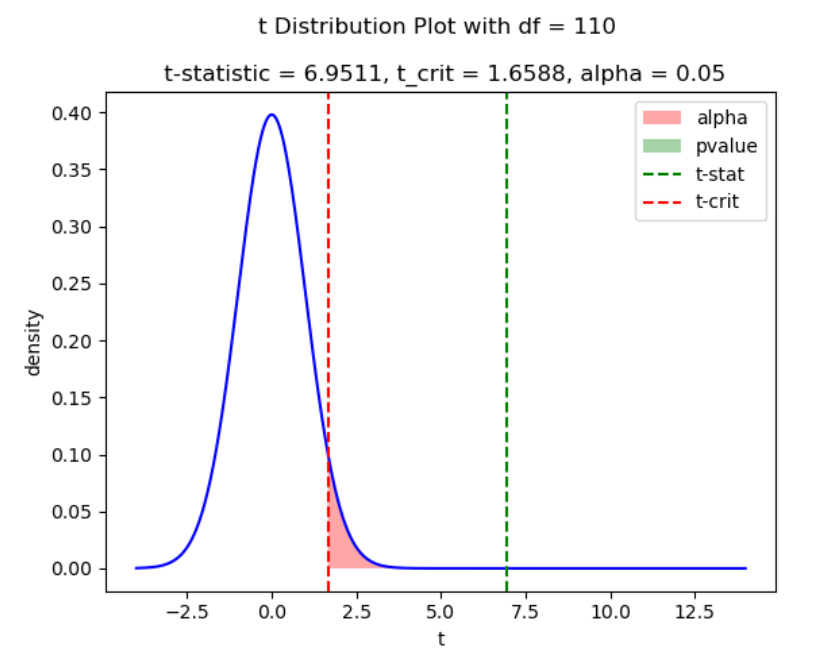 t Distribution Plot with df = 110
t-statistic = 6.9511, t_crit = 1.6588, alpha = 0.05
alpha
pvalue
t-stat
t-crit
0.40
0.35
0.30
0.25
0.20
0.15
0.10
0.05
0.00
density
−2.5 0.0 2.5 5.0 7.5 10.0 12.5
t